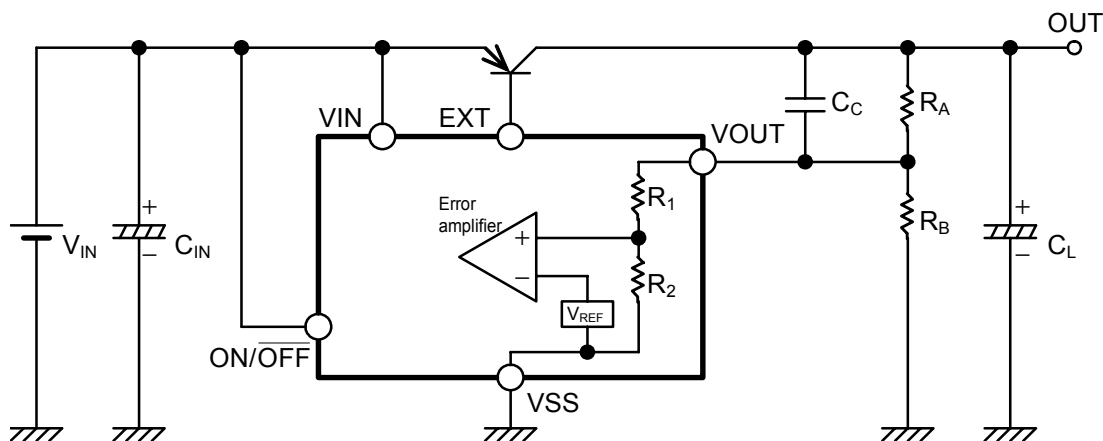 OUT
VIN
EXT
VOUT
C_C
R_A
R_B
Error
amplifier
R_1
R_2
+
−
V_REF
+
−
V_IN
C_IN
+
−
C_L
ON/OFF
VSS